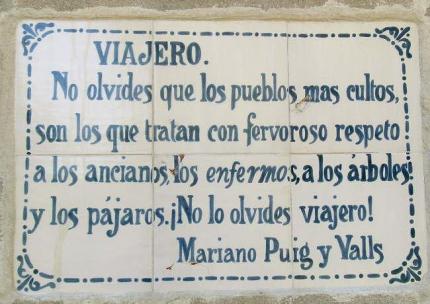 VIAJERO.
No olvides que los pueblos mas cultos,
son los que tratan con fervoroso respeto
a los ancianos, los enfermos, a los árboles
y los pájaros. ¡No lo olvides viajero!
Mariano Puig y Valls